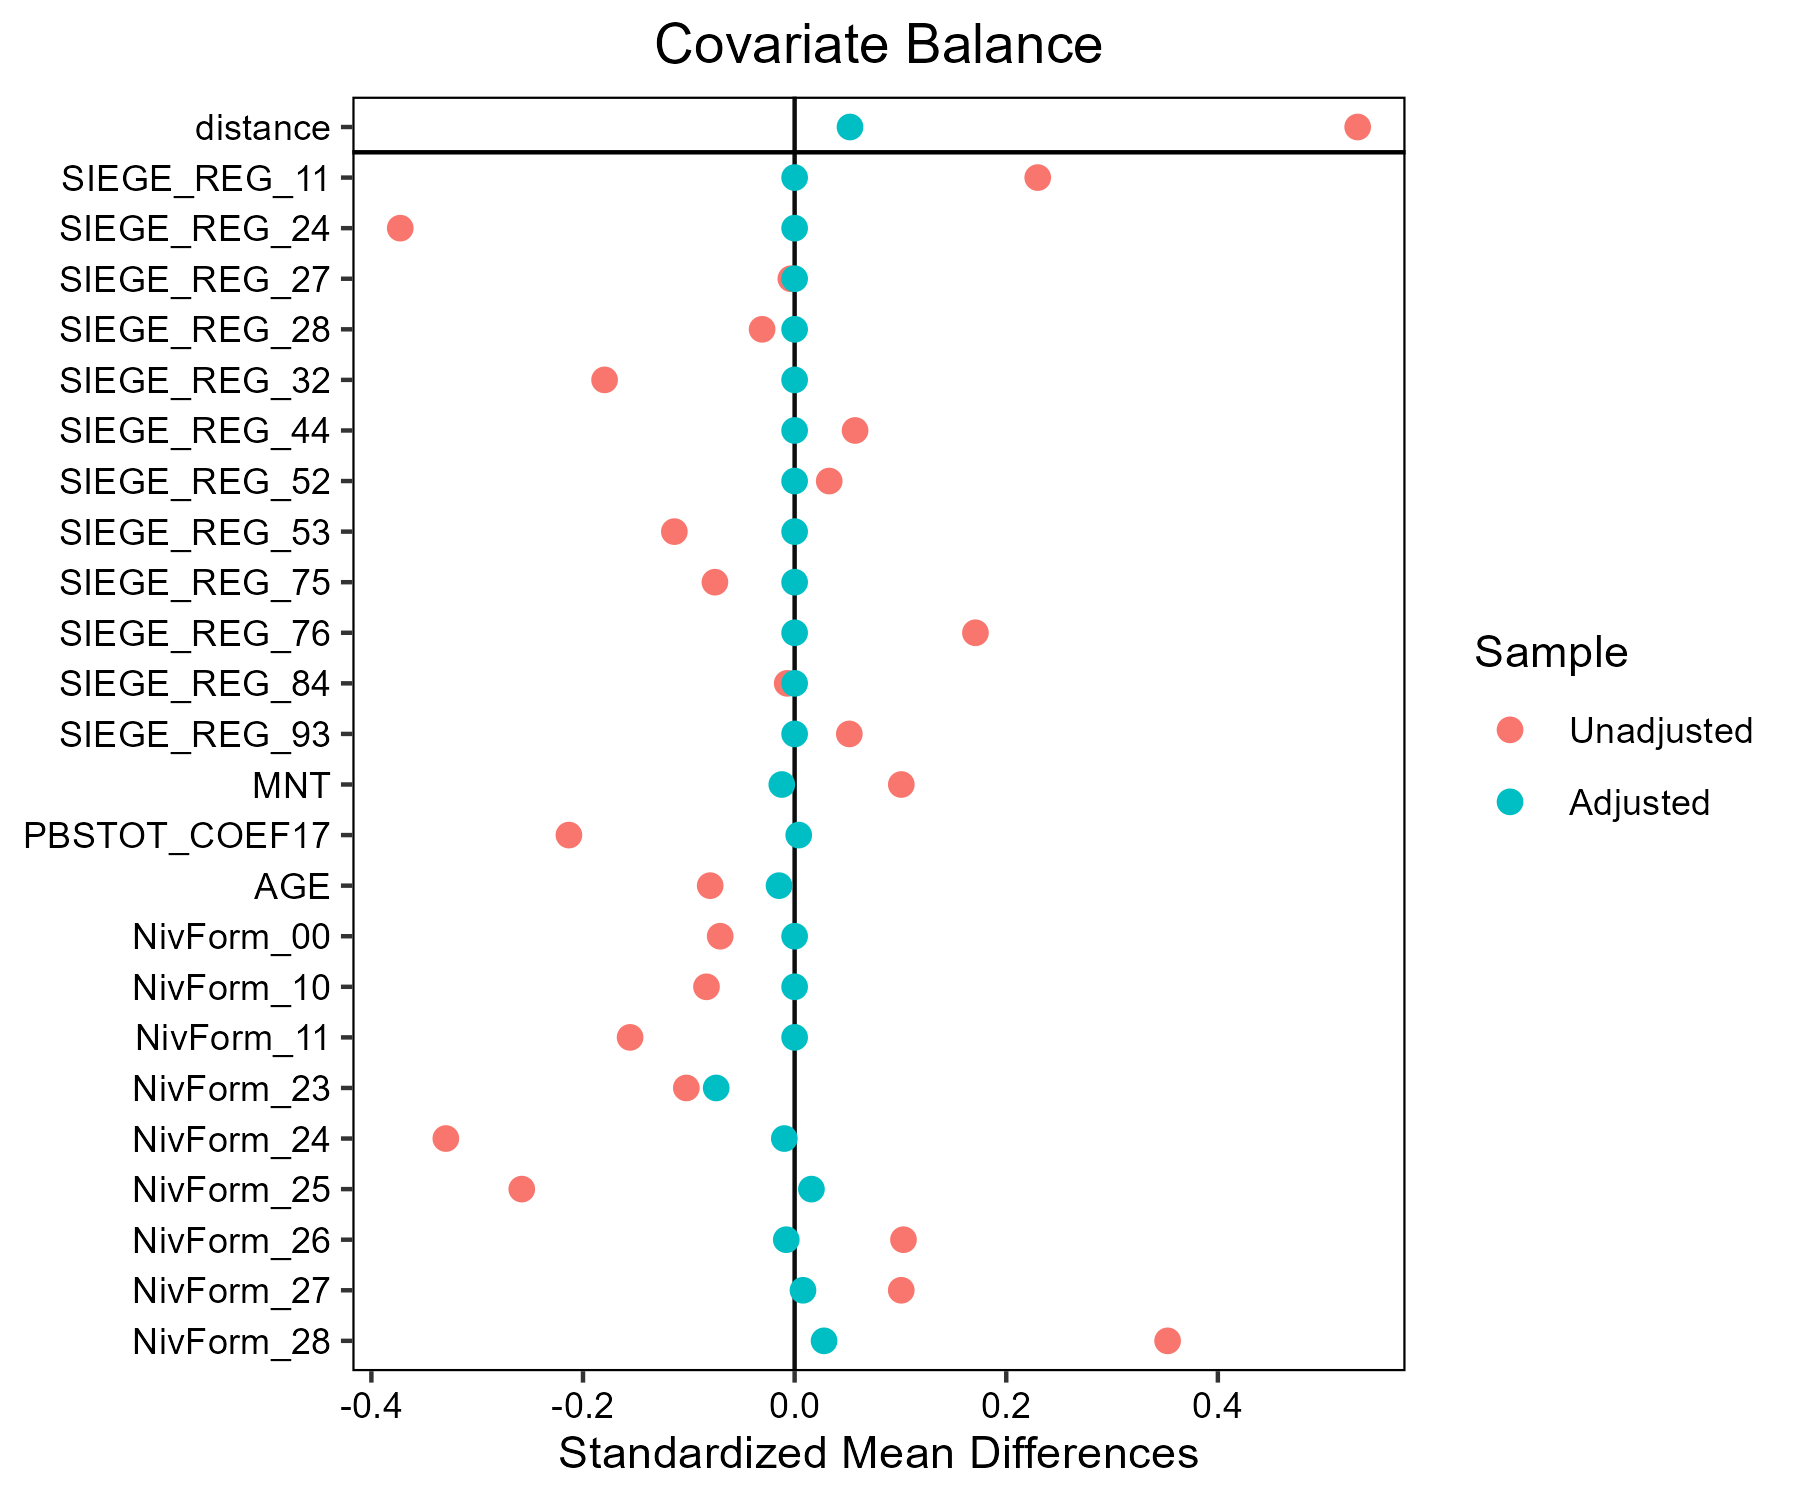 Covariate Balance
distance
SIEGE_REG_11
SIEGE_REG_24
SIEGE_REG_27
SIEGE_REG_28
SIEGE_REG_32
SIEGE_REG_44
SIEGE_REG_52
SIEGE_REG_53
SIEGE_REG_75
SIEGE_REG_76
SIEGE_REG_84
SIEGE_REG_93
MNT
PBSTOT_COEF17
AGE
NivForm_00
NivForm_10
NivForm_11
NivForm_23
NivForm_24
NivForm_25
NivForm_26
NivForm_27
NivForm_28
-0.4 -0.2 0.0 0.2 0.4
Standardized Mean Differences
Sample
Unadjusted
Adjusted